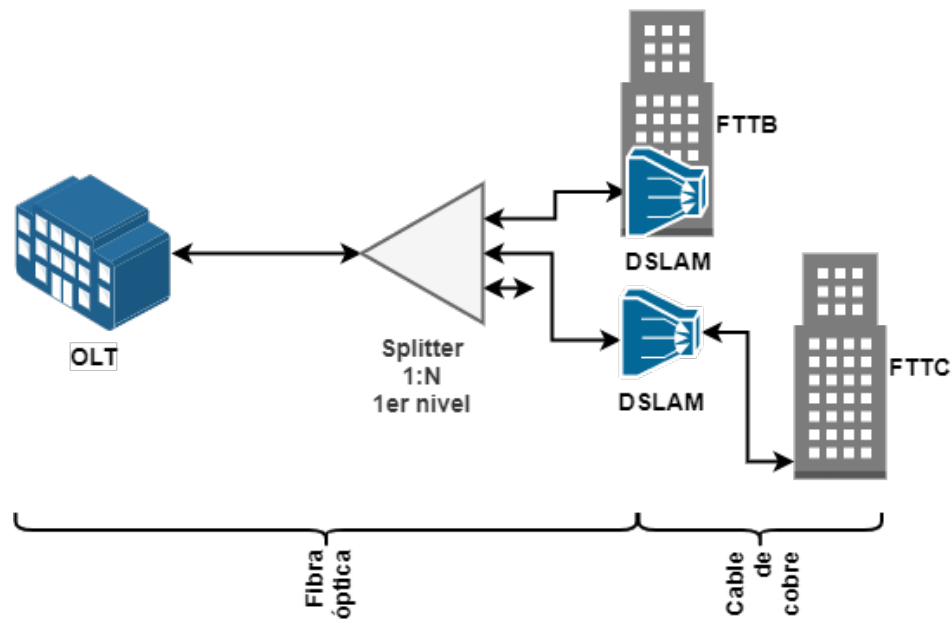 FTTB
DSLAM
OLT
Splitter
1:N
1er nivel
DSLAM
FTTC
Fibra
óptica
Cable
de
cobre